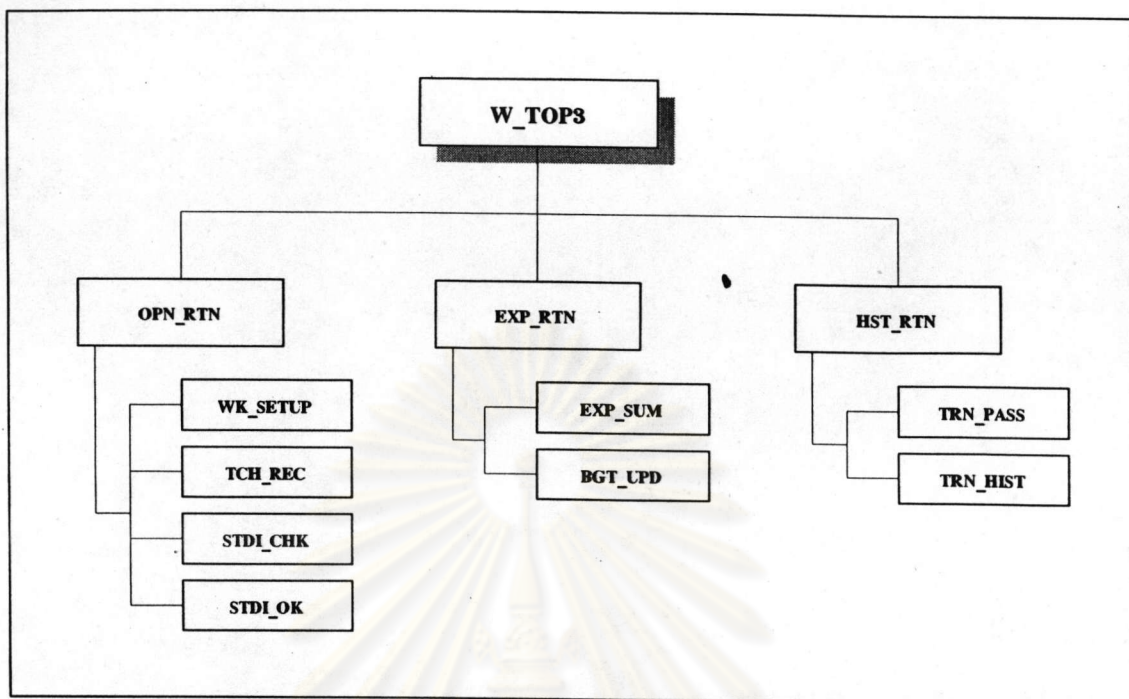 W_TOP3
OPN_RTN
EXP_RTN
HST_RTN
WK_SETUP
TCH_REC
STDI_CHK
STDI_OK
EXP_SUM
BGT_UPD
TRN_PASS
TRN_HIST